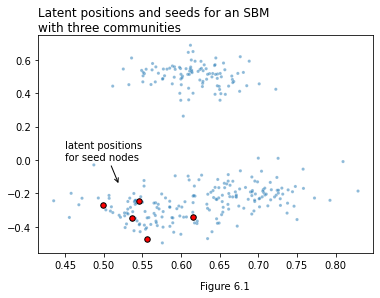 Latent positions and seeds for an SBM
with three communities
0.6
0.4
0.2
latent positions
for seed nodes
0.0
−0.2
−0.4
0.45 0.50 0.55 0.60 0.65 0.70 0.75 0.80
Figure 6.1